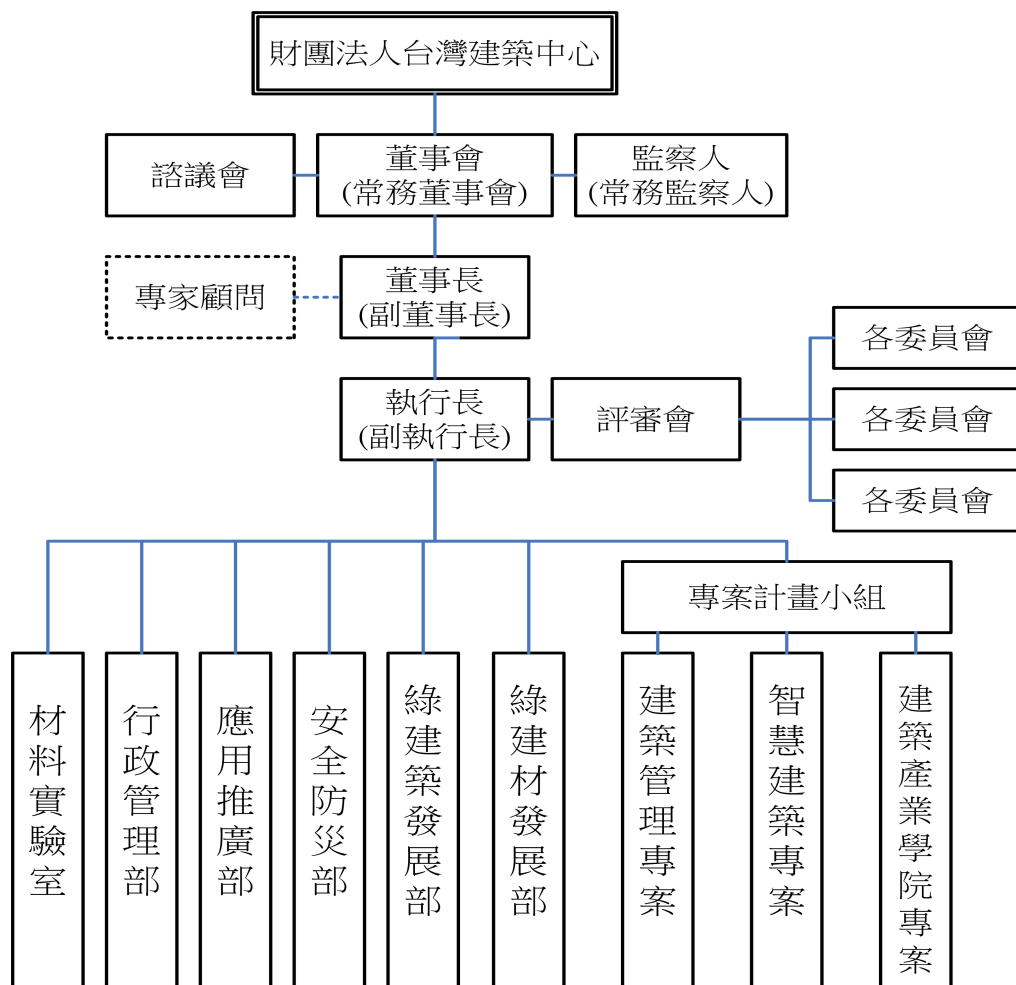 財團法人台灣建築中心
諮議會
董事會
(常務董事會)
監察人
(常務監察人)
專家顧問
董事長
(副董事長)
各委員會
執行長
(副執行長)
評審會
各委員會
各委員會
專案計畫小組
材料實驗室
行政管理部
應用推廣部
安全防災部
綠建築發展部
綠建材發展部
建築管理專案
智慧建築專案
建築產業學院專案